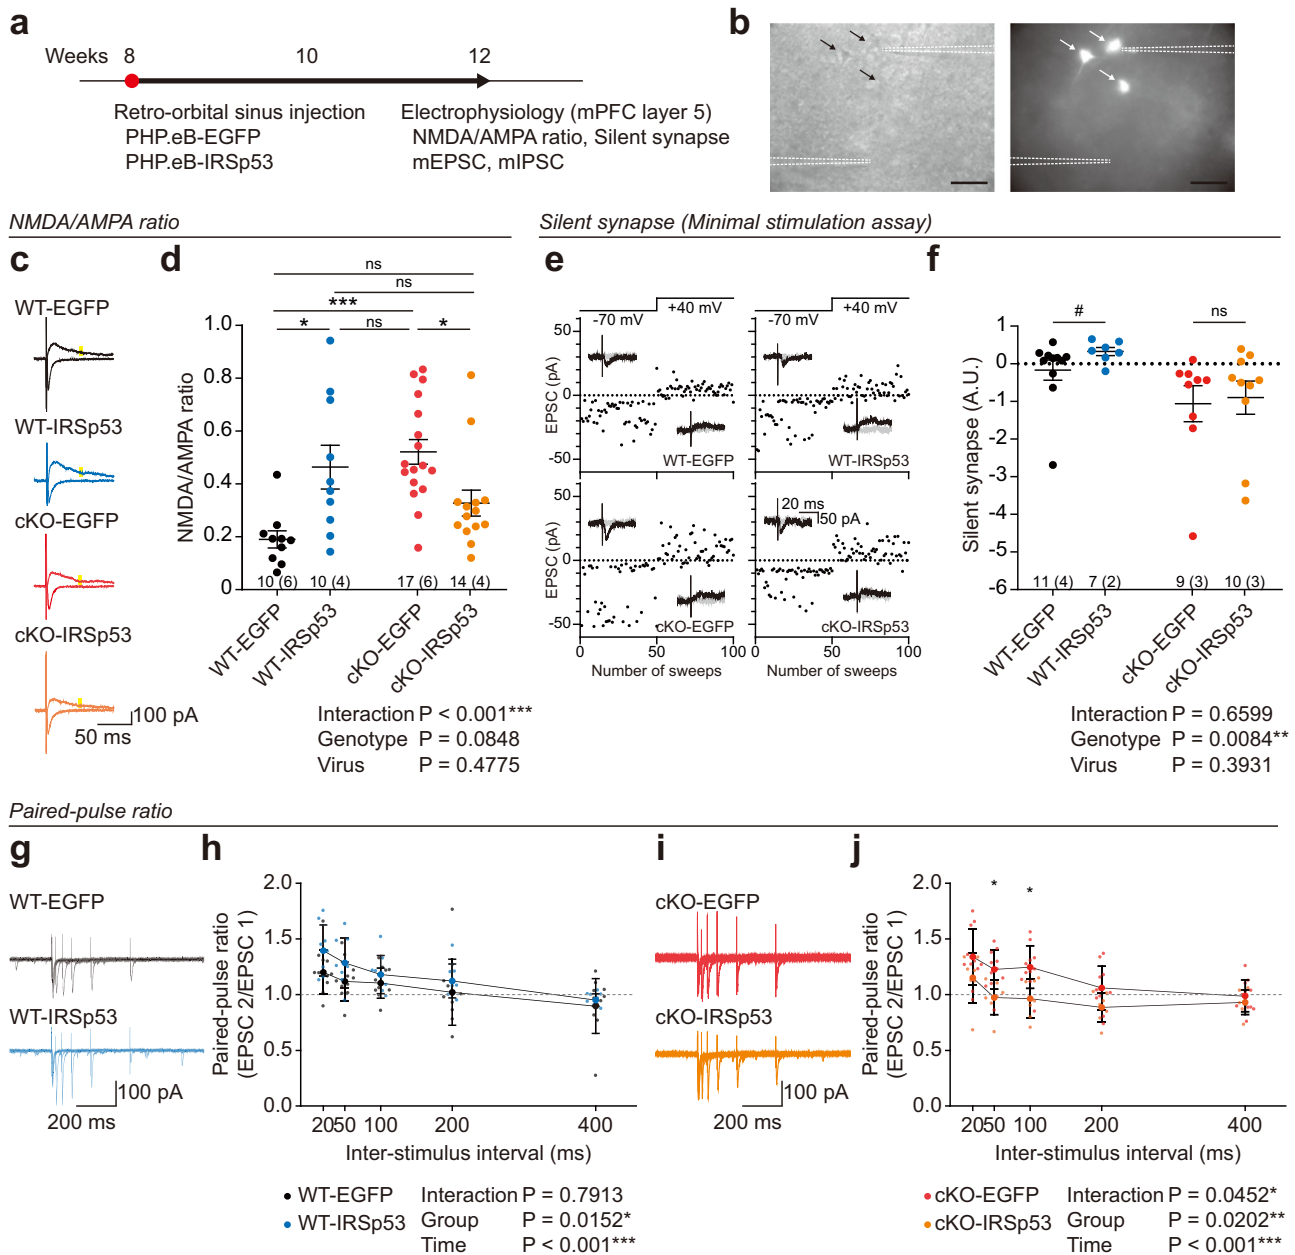 a
Weeks 8 10 12
Retro-orbital sinus injection
PHP.eB-EGFP
PHP.eB-IRSp53
Electrophysiology (mPFC layer 5)
NMDA/AMPA ratio, Silent synapse
mEPSC, mIPSC
b
NMDA/AMPA ratio
Silent synapse (Minimal stimulation assay)
c
WT-EGFP
WT-IRSp53
cKO-EGFP
cKO-IRSp53
100 pA
50 ms
d
ns
ns
***
* ns *
NMDA/AMPA ratio
1.0
0.8
0.6
0.4
0.2
0
10 (6) 10 (4) 17 (6) 14 (4)
WT-EGFP
WT-IRSp53
cKO-EGFP
cKO-IRSp53
Interaction P < 0.001***
Genotype P = 0.0848
Virus P = 0.4775
e
-70 mV +40 mV -70 mV +40 mV
EPSC (pA)
50
0
-50
WT-EGFP WT-IRSp53
EPSC (pA)
50
0
-50
20 ms
50 pA
cKO-EGFP cKO-IRSp53
0 100 0 100
Number of sweeps Number of sweeps
f
# ns
Silent synapse (A.U.)
1
0
-1
-2
-3
-4
-5
-6
11 (4) 7 (2) 9 (3) 10 (3)
WT-EGFP
WT-IRSp53
cKO-EGFP
cKO-IRSp53
Interaction P = 0.6599
Genotype P = 0.0084**
Virus P = 0.3931
Paired-pulse ratio
g
WT-EGFP
WT-IRSp53
100 pA
200 ms
h
Paired-pulse ratio
(EPSC 2/EPSC 1)
2.0
1.5
1.0
0.5
0.0
20 50 100 200 400
Inter-stimulus interval (ms)
WT-EGFP
WT-IRSp53
Interaction P = 0.7913
Group P = 0.0152*
Time P < 0.001***
i
cKO-EGFP
cKO-IRSp53
100 pA
200 ms
j
Paired-pulse ratio
(EPSC 2/EPSC 1)
2.0
1.5
1.0
0.5
0.0
* *
20 50 100 200 400
Inter-stimulus interval (ms)
cKO-EGFP
cKO-IRSp53
Interaction P = 0.0452*
Group P = 0.0202**
Time P < 0.001***